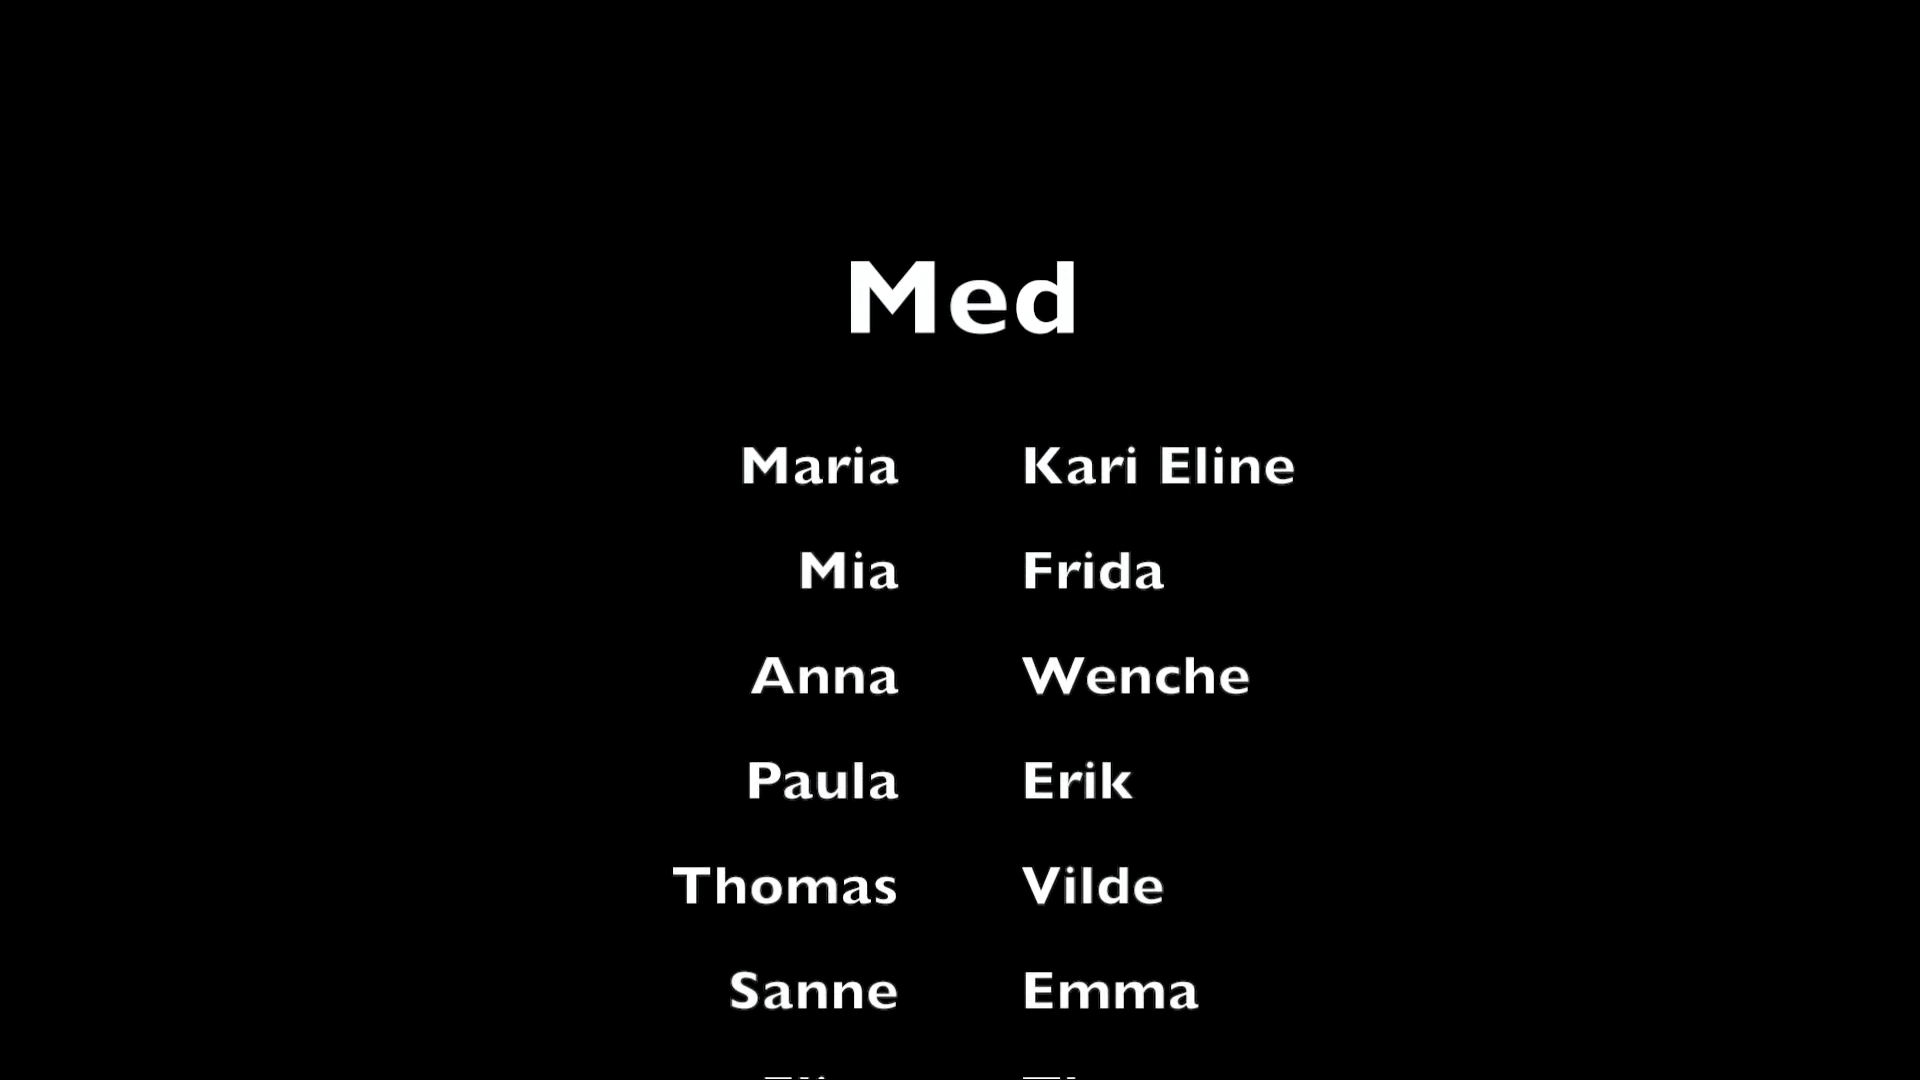 Med
Maria Kari Eline
Mia Frida
Anna Wenche
Paula Erik
Thomas Vilde
Sanne Emma